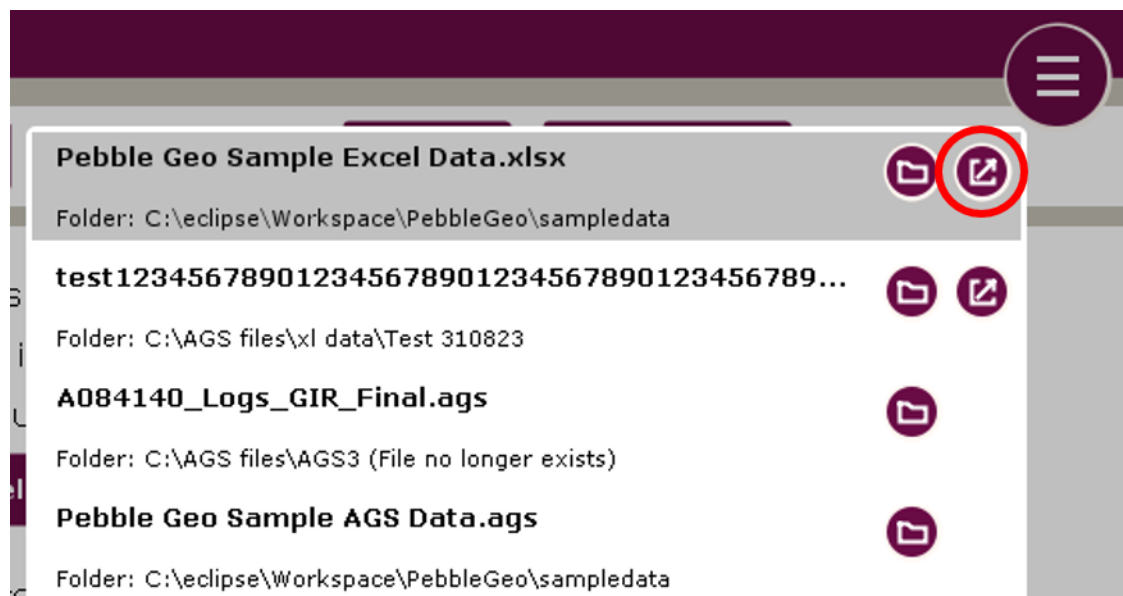 Pebble Geo Sample Excel Data.xlsx
Folder: C:\eclipse\Workspace\PebbleGeo\sampledata
test123456789012345678901234567890123456789...
Folder: C:\AGS files\xl data\Test 310823
A084140_Logs_GIR_Final.ags
Folder: C:\AGS files\AGS3 (File no longer exists)
Pebble Geo Sample AGS Data.ags
Folder: C:\eclipse\Workspace\PebbleGeo\sampledata